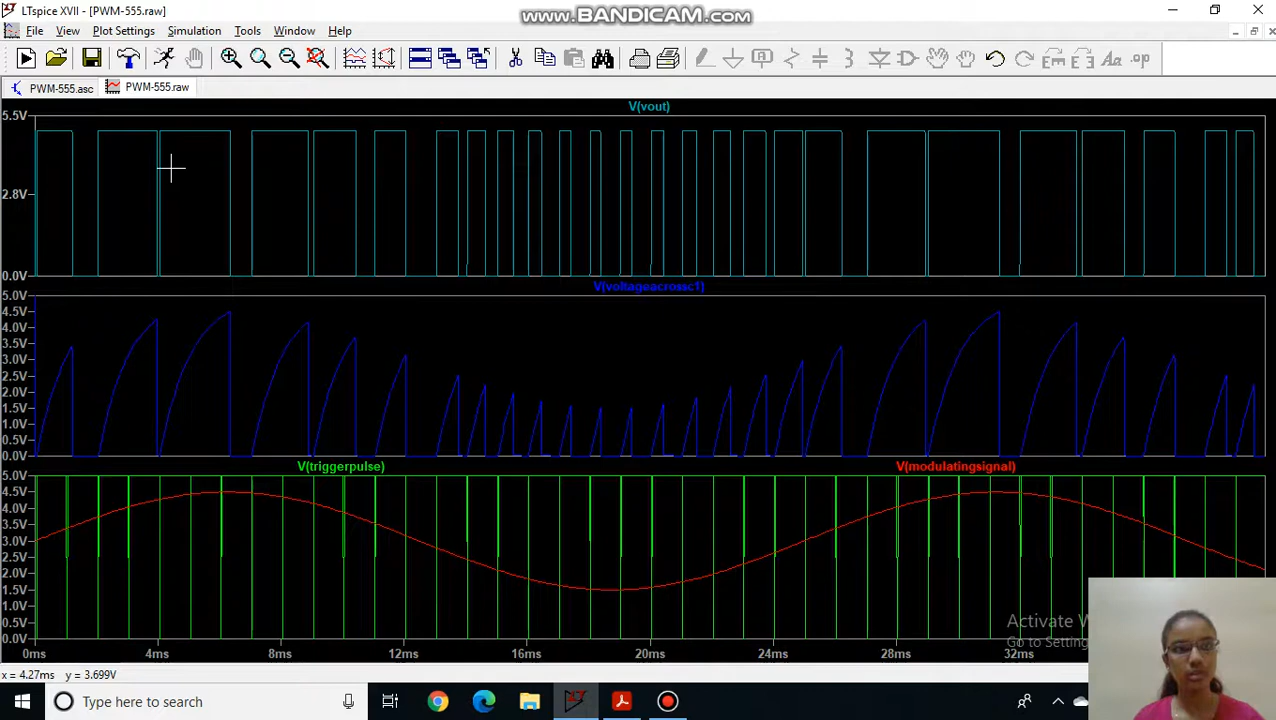 www.BANDICAM.com
LTspice XVII - [PWM-555.raw]
File View Plot Settings Simulation Tools Window Help
PWM-555.asc PWM-555.raw
V(vout)
5.5V
2.8V
0.0V
V(voltageacrossc1)
5.0V
4.5V
4.0V
3.5V
3.0V
2.5V
2.0V
1.5V
1.0V
0.5V
0.0V
V(triggerpulse) V(modulatingsignal)
5.0V
4.5V
4.0V
3.5V
3.0V
2.5V
2.0V
1.5V
1.0V
0.5V
0.0V
0ms 4ms 8ms 12ms 16ms 20ms 24ms 28ms 32ms
Activate W
Go to Setting
x = 4.27ms y = 3.699V
Type here to search